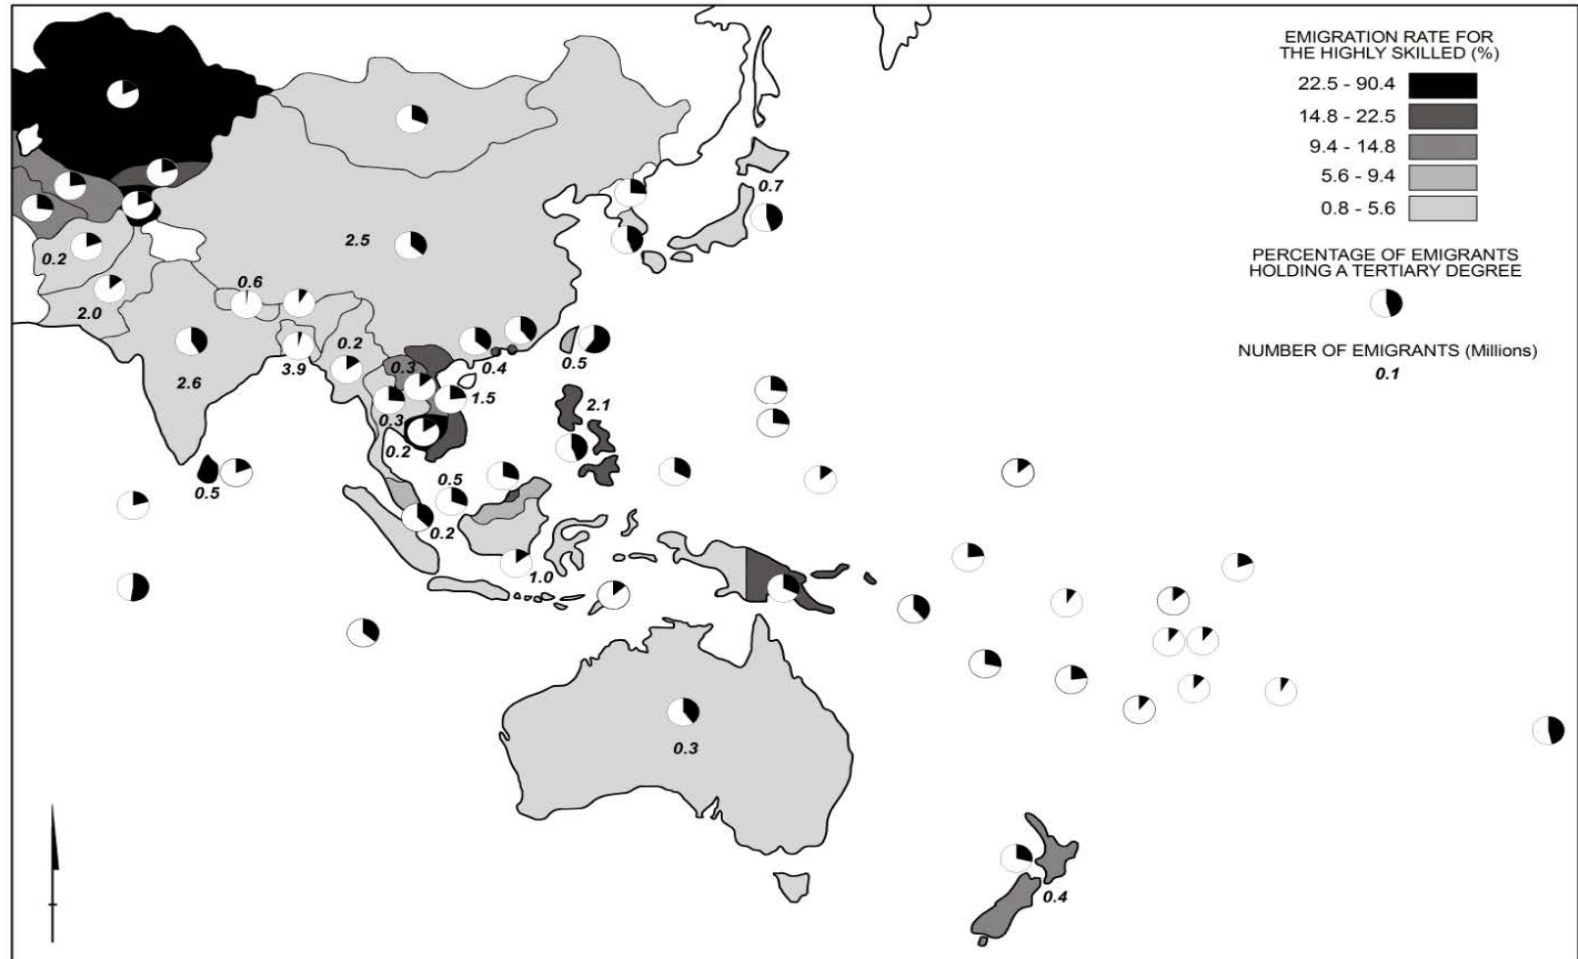 EMIGRATION RATE FOR
THE HIGHLY SKILLED (%)
22.5 - 90.4
14.8 - 22.5
9.4 - 14.8
5.6 - 9.4
0.8 - 5.6
PERCENTAGE OF EMIGRANTS
HOLDING A TERTIARY DEGREE
NUMBER OF EMIGRANTS (Millions)
0.1
0.7
2.5
0.2
0.6
2.0
0.2
3.9
2.6
0.3
0.4
0.5
1.5
2.1
0.3
0.2
0.5
0.5
0.2
1.0
0.3
0.4